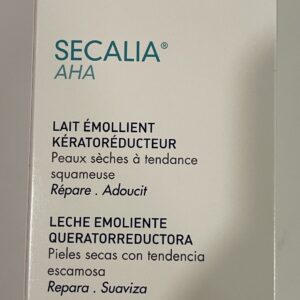 SECALIA®
AHA
LAIT ÉMOLLIENT
KÉRATORÉDUCTEUR
Peaux sèches à tendance
squameuse
Répare . Adoucit
LECHE EMOLIENTE
QUERATORREDUCTORA
Pieles secas con tendencia
escamosa
Repara . Suaviza